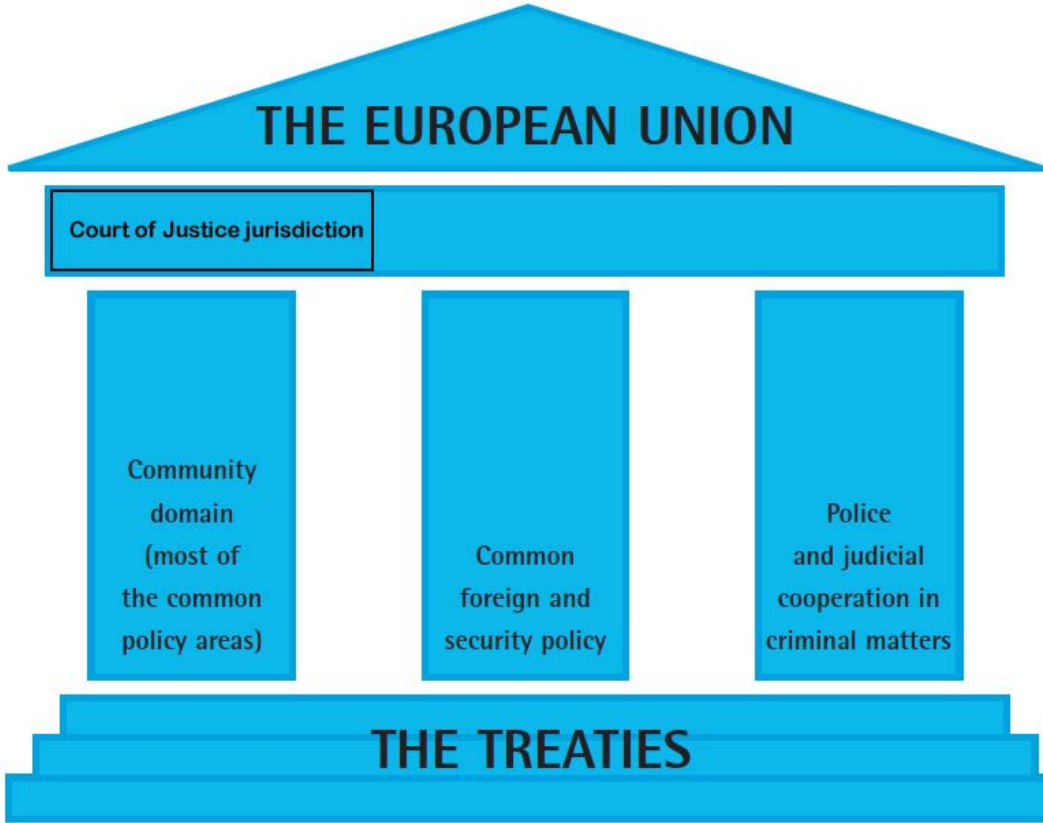 THE EUROPEAN UNION
Court of Justice jurisdiction
Community
domain
(most of
the common
policy areas)
Common
foreign and
security policy
Police
and judicial
cooperation in
criminal matters
THE TREATIES